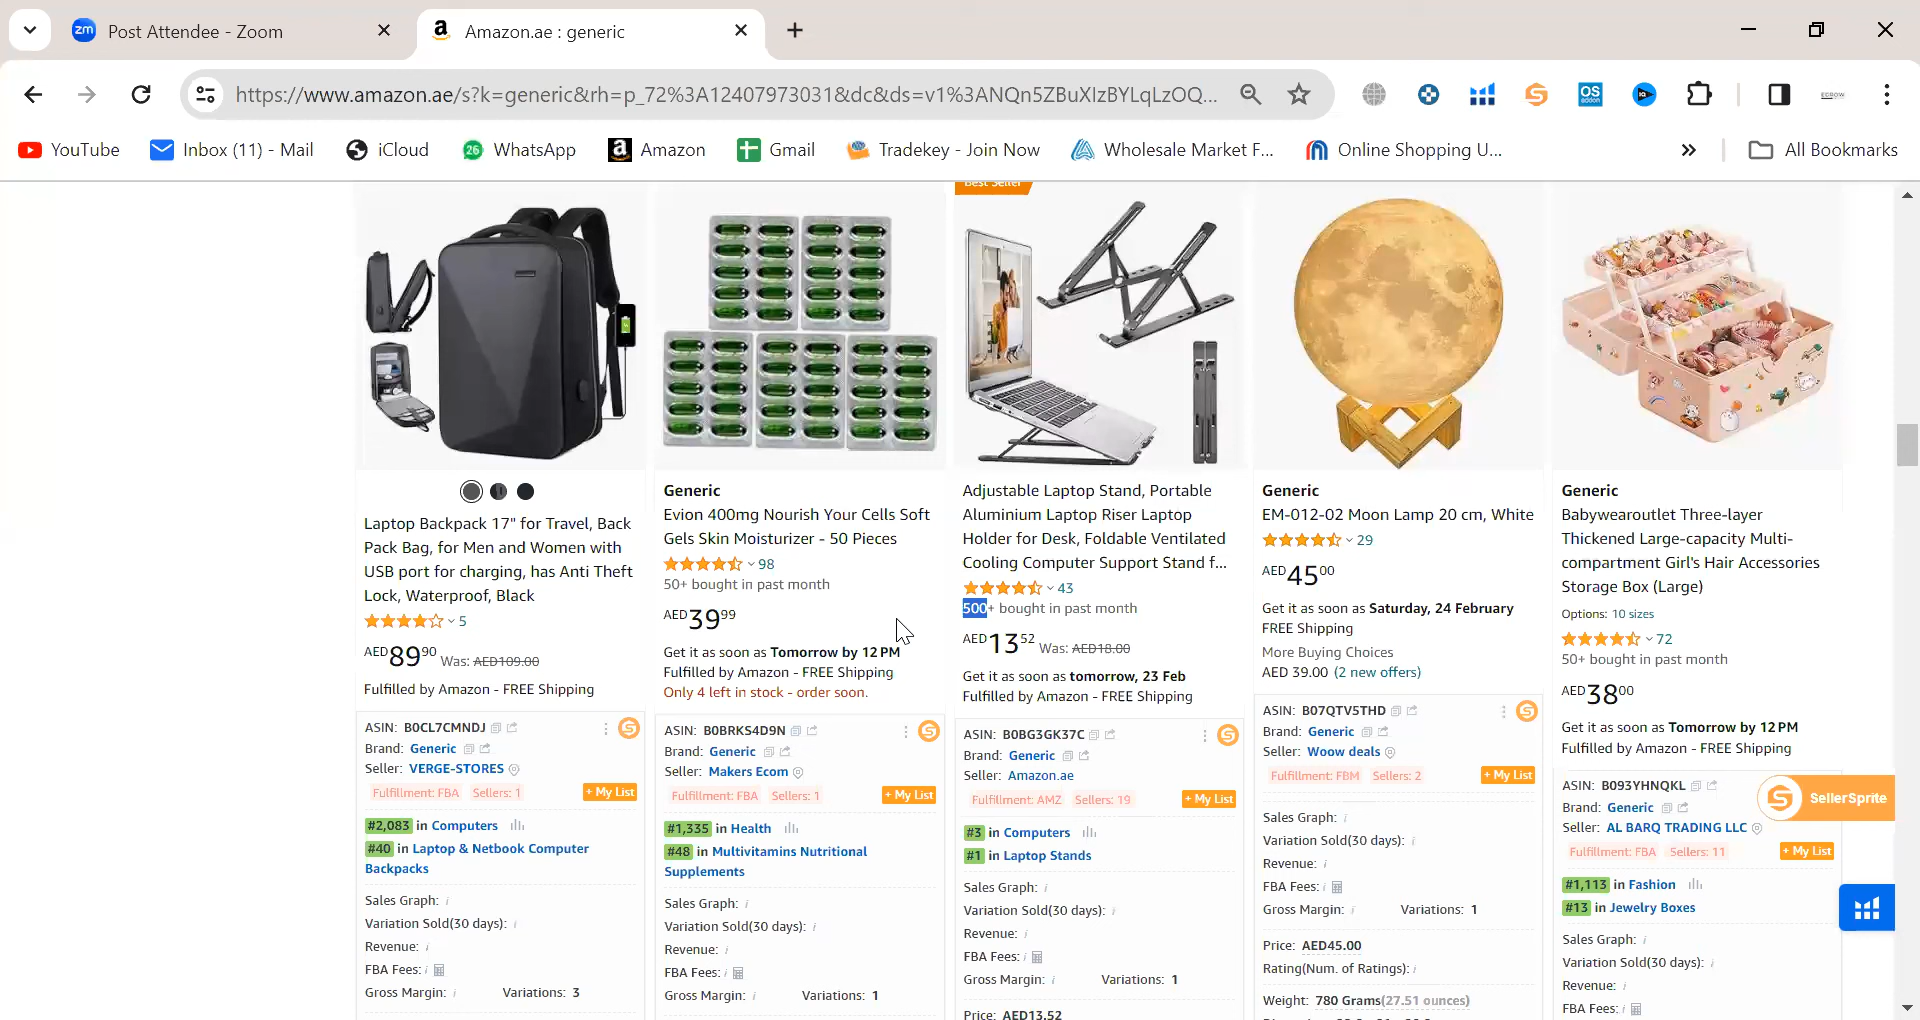 Post Attendee - Zoom
Amazon.ae : generic
https://www.amazon.ae/s?k=generic&rh=p_72%3A12407973031&dc&ds=v1%3ANQn5ZBuXIzBYLqLzOQ...
YouTube
Inbox (11) - Mail
iCloud
WhatsApp
Amazon
Gmail
Tradekey - Join Now
Wholesale Market F...
Online Shopping U...
All Bookmarks
Best Seller
Laptop Backpack 17" for Travel, Back
Pack Bag, for Men and Women with
USB port for charging, has Anti Theft
Lock, Waterproof, Black
5
AED89.90 Was: AED109.00
Fulfilled by Amazon - FREE Shipping
ASIN: B0CL7CMNDJ
Brand: Generic
Seller: VERGE-STORES
Fulfillment: FBA Sellers: 1
+ My List
#2,083 in Computers
#40 in Laptop & Netbook Computer
Backpacks
Sales Graph:
Variation Sold(30 days):
Revenue:
FBA Fees:
Gross Margin:
Variations: 3
Generic
Evion 400mg Nourish Your Cells Soft
Gels Skin Moisturizer - 50 Pieces
98
50+ bought in past month
AED39.99
Get it as soon as Tomorrow by 12 PM
Fulfilled by Amazon - FREE Shipping
Only 4 left in stock - order soon.
ASIN: B0BRKS4D9N
Brand: Generic
Seller: Makers Ecom
Fulfillment: FBA Sellers: 1
+ My List
#1,335 in Health
#48 in Multivitamins Nutritional
Supplements
Sales Graph:
Variation Sold(30 days):
Revenue:
FBA Fees:
Gross Margin:
Variations: 1
Adjustable Laptop Stand, Portable
Aluminium Laptop Riser Laptop
Holder for Desk, Foldable Ventilated
Cooling Computer Support Stand f...
43
500+ bought in past month
AED13.52 Was: AED18.00
Get it as soon as tomorrow, 23 Feb
Fulfilled by Amazon - FREE Shipping
ASIN: B0BG3GK37C
Brand: Generic
Seller: Amazon.ae
Fulfillment: AMZ Sellers: 19
+ My List
#3 in Computers
#1 in Laptop Stands
Sales Graph:
Variation Sold(30 days):
Revenue:
FBA Fees:
Gross Margin:
Variations: 1
Price: AED13.52
Generic
EM-012-02 Moon Lamp 20 cm, White
29
AED45.00
Get it as soon as Saturday, 24 February
FREE Shipping
More Buying Choices
AED 39.00 (2 new offers)
ASIN: B07QTV5THD
Brand: Generic
Seller: Woow deals
Fulfillment: FBM Sellers: 2
+ My List
Sales Graph:
Variation Sold(30 days):
Revenue:
FBA Fees:
Gross Margin:
Variations: 1
Price: AED45.00
Rating(Num. of Ratings):
Weight: 780 Grams(27.51 ounces)
Generic
Babywearoutlet Three-layer
Thickened Large-capacity Multi-
compartment Girl's Hair Accessories
Storage Box (Large)
Options: 10 sizes
72
50+ bought in past month
AED38.00
Get it as soon as Tomorrow by 12 PM
Fulfilled by Amazon - FREE Shipping
ASIN: B093YHNQKL
Brand: Generic
Seller: AL BARQ TRADING LLC
Fulfillment: FBA Sellers: 11
+ My List
#1,113 in Fashion
#13 in Jewelry Boxes
Sales Graph:
Variation Sold(30 days):
Revenue:
FBA Fees:
SellerSprite